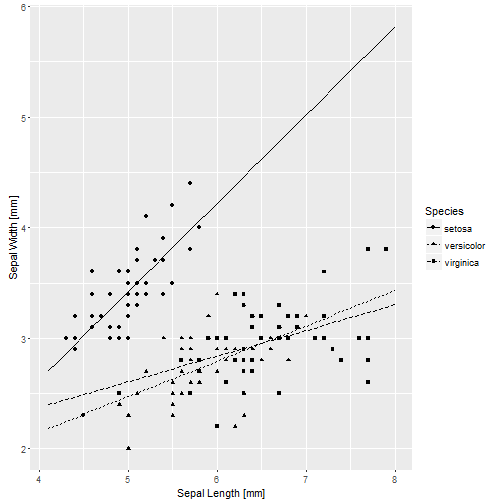 6
5
4
3
2
4
5
6
7
8
Sepal Width [mm]
Sepal Length [mm]
Species
setosa
versicolor
virginica